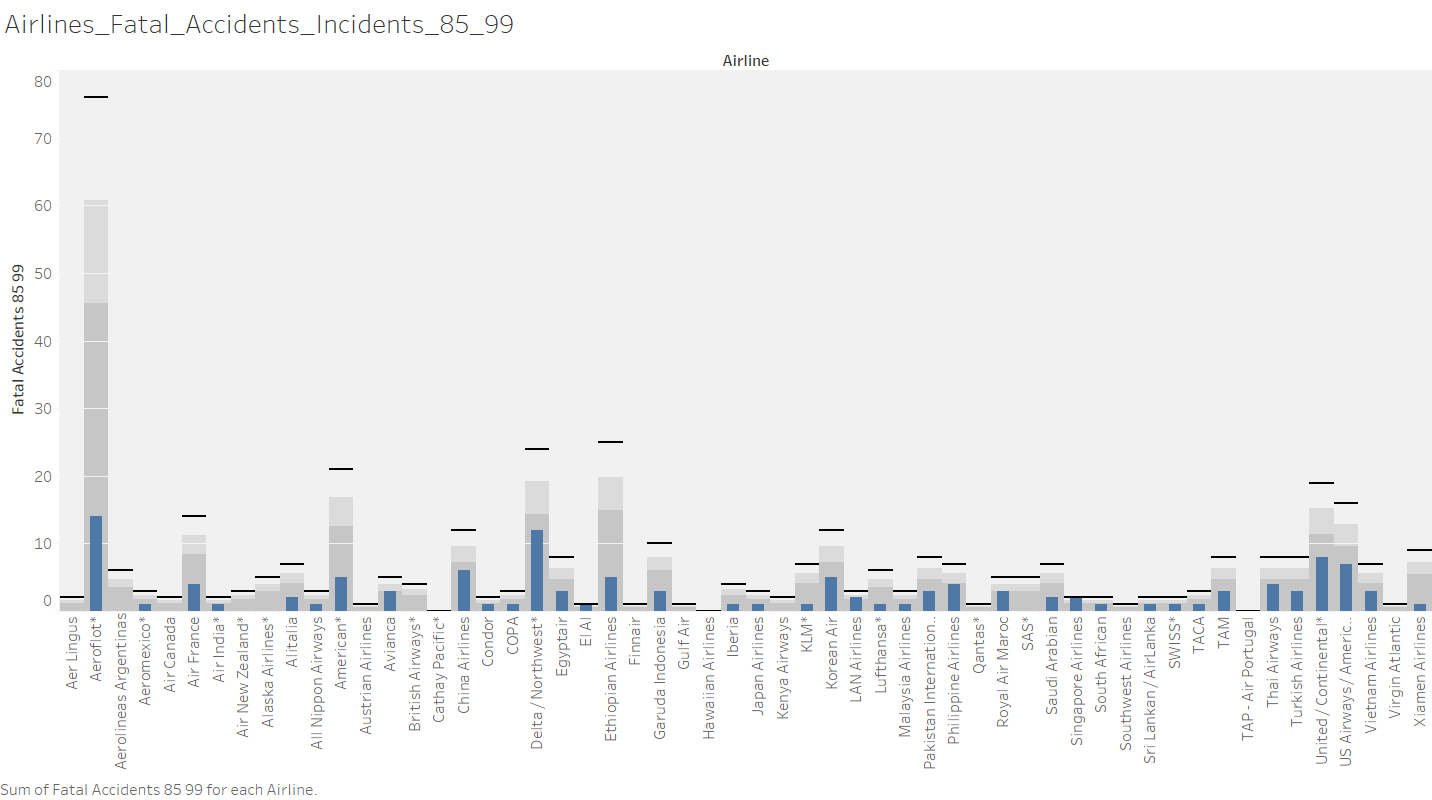 Airlines_Fatal_Accidents_Incidents_85_99
Airline
80
70
60
50
40
30
20
10
0
Fatal Accidents 85 99
Aer Lingus
Aeroflot*
Aerolineas Argentinas
Aeromexico*
Air Canada
Air France
Air India*
Air New Zealand*
Alaska Airlines*
Alitalia
All Nippon Airways
American*
Austrian Airlines
Avianca
British Airways*
Cathay Pacific*
China Airlines
Condor
COPA
Delta / Northwest*
Egyptair
El Al
Ethiopian Airlines
Finnair
Garuda Indonesia
Gulf Air
Hawaiian Airlines
Iberia
Japan Airlines
Kenya Airways
KLM*
Korean Air
LAN Airlines
Lufthansa*
Malaysia Airlines
Pakistan Internation..
Philippine Airlines
Qantas*
Royal Air Maroc
SAS*
Saudi Arabian
Singapore Airlines
South African
Southwest Airlines
Sri Lankan / AirLanka
SWISS*
TACA
TAM
TAP - Air Portugal
Thai Airways
Turkish Airlines
United / Continental*
US Airways / Americ..
Vietnam Airlines
Virgin Atlantic
Xiamen Airlines
Sum of Fatal Accidents 85 99 for each Airline.